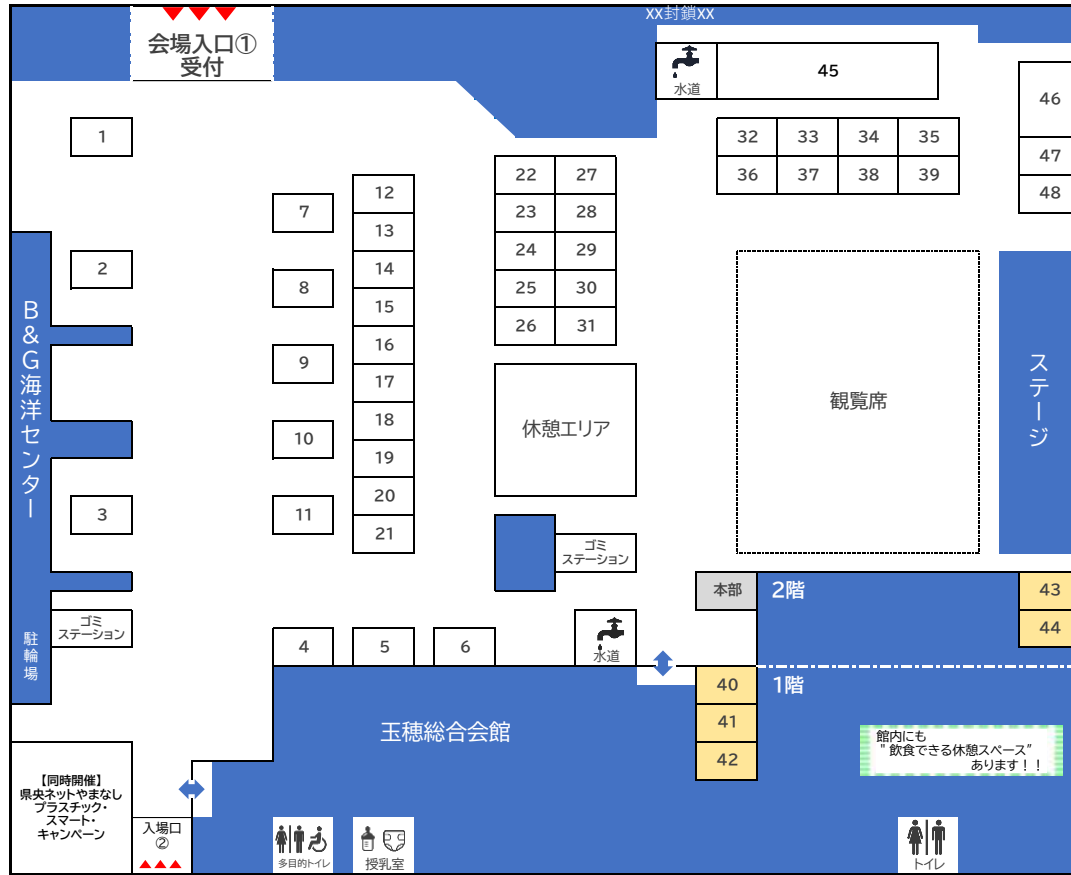 xx封鎖xx
会場入口①
受付
水道
45
46
47
48
1
32 33 34 35
36 37 38 39
22 27
23 28
24 29
25 30
26 31
12
13
14
15
16
17
18
19
20
21
7
8
9
10
11
2
3
B&G海洋センター
駐輪場
ゴミ
ステーション
休憩エリア
観覧席
ステージ
ゴミ
ステーション
本部
2階
43
44
4
5
6
水道
40
41
42
1階
玉穂総合会館
館内にも
"飲食できる休憩スペース"
あります！！
【同時開催】
県央ネットやまなし
プラスチック・
スマート・
キャンペーン
入場口
②
多目的トイレ
授乳室
トイレ